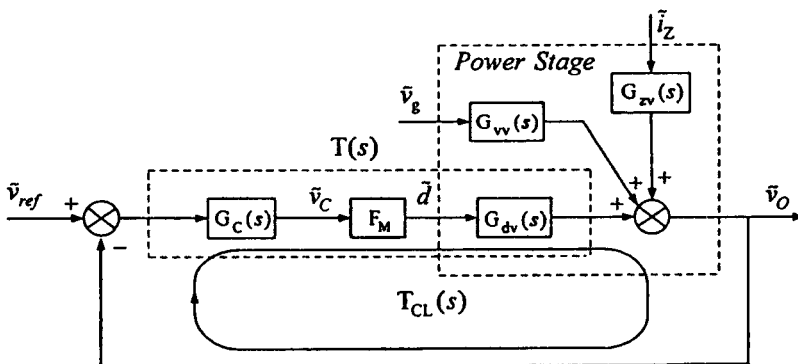 ĩ_Z
Power Stage
G_zv(s)
ṽ_g
G_vv(s)
T(s)
ṽ_ref
+
G_C(s)
ṽ_C
F_M
d̃
G_dv(s)
+
+
+
ṽ_O
−
T_CL(s)